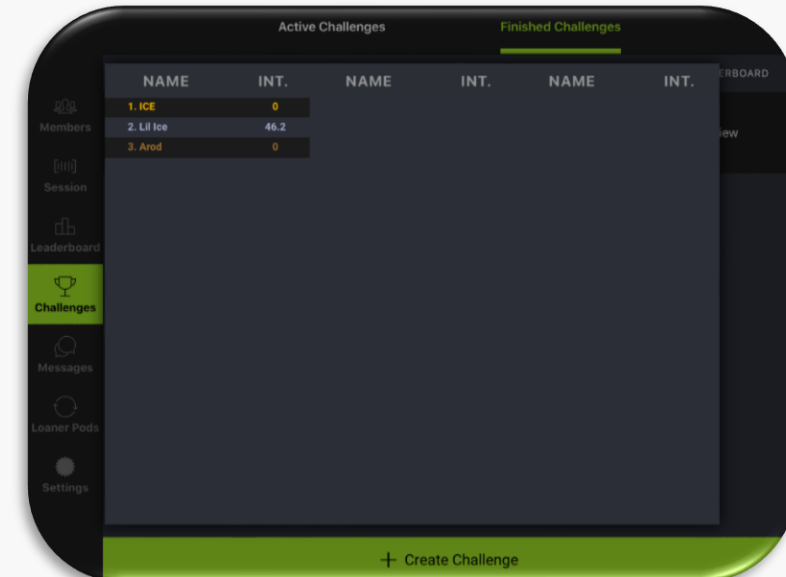 Active Challenges
Finished Challenges
ERBOARD
NAME INT. NAME INT. NAME INT.
1. ICE 0
2. Lil Ice 46.2
3. Arod 0
iew
Members
Session
Leaderboard
Challenges
Messages
Loaner Pods
Settings
+ Create Challenge